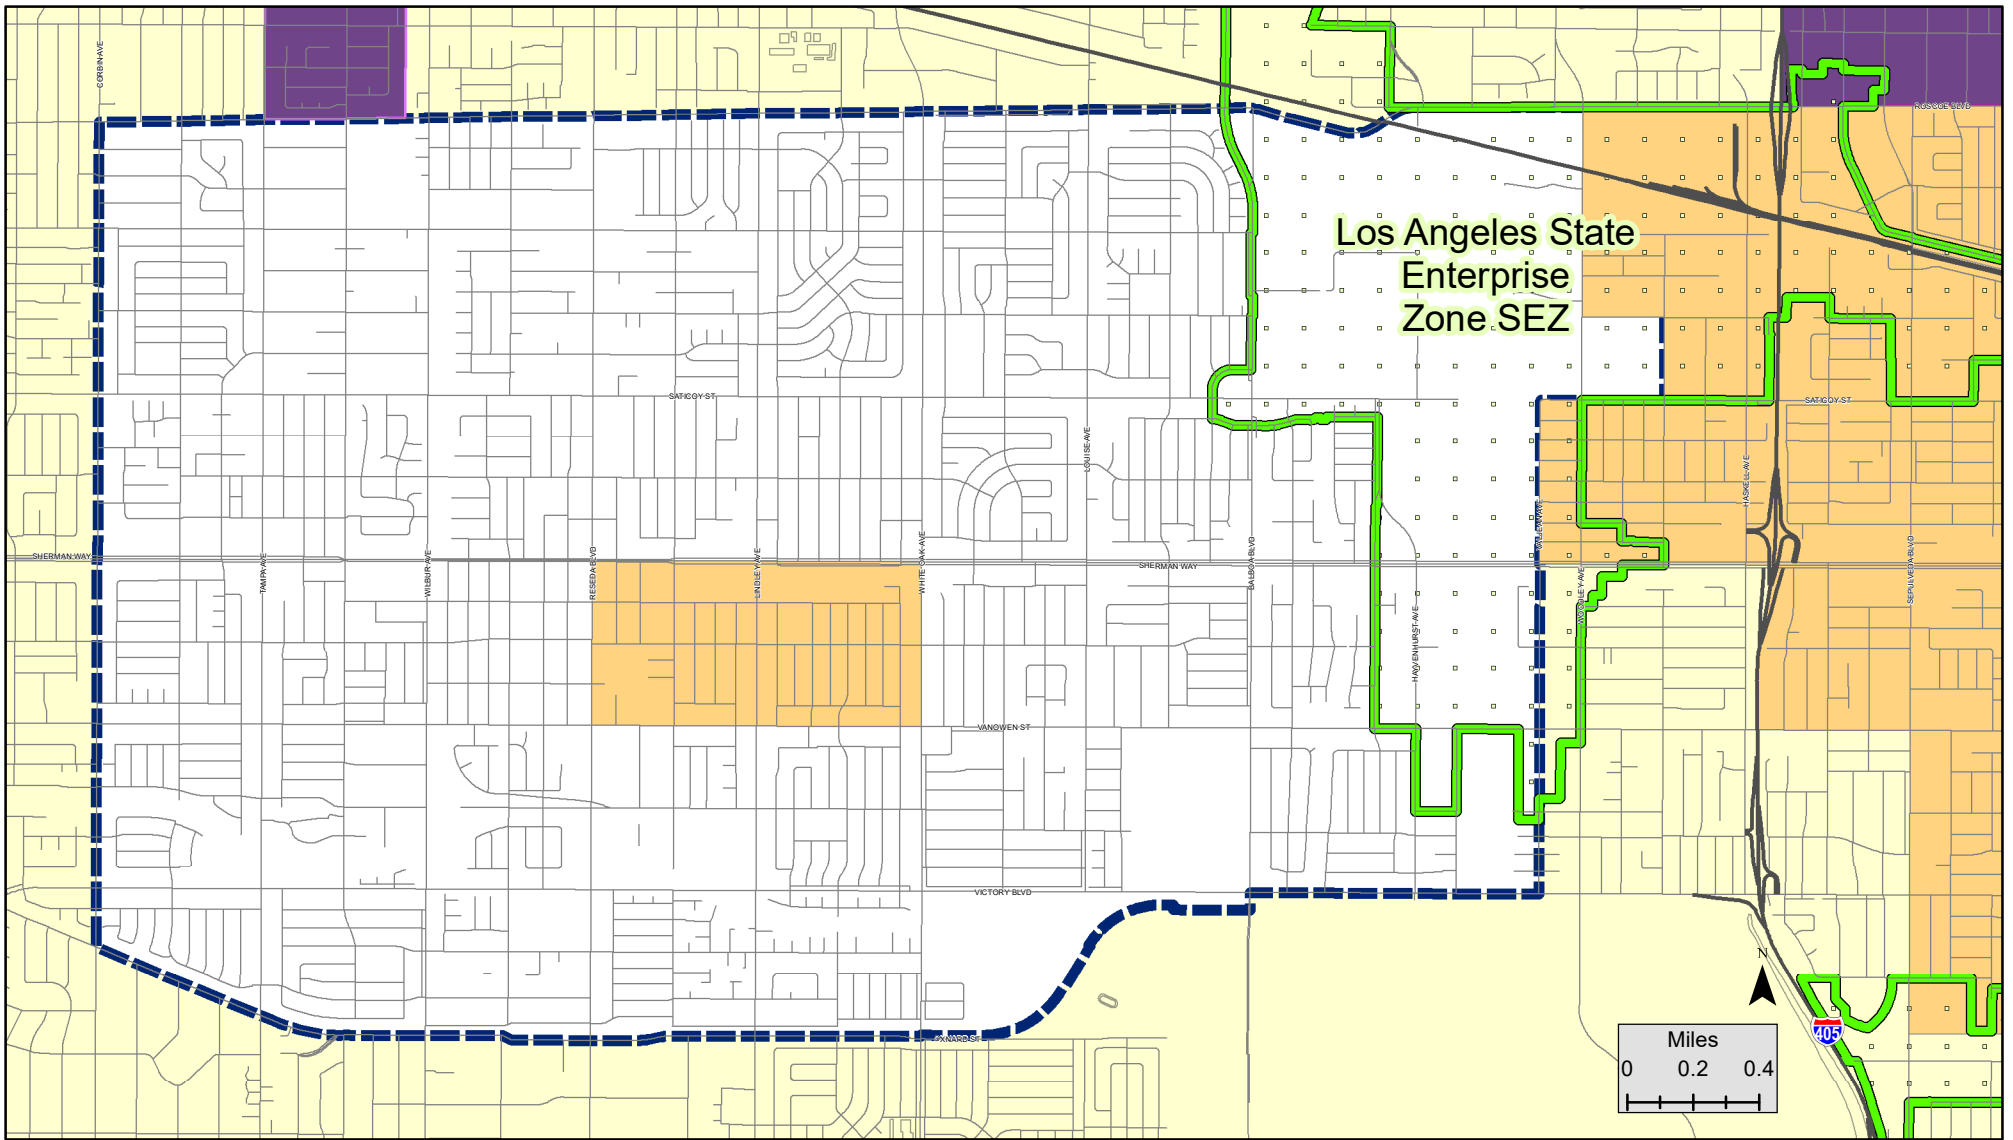 CORBIN AVE
ROSCOE BLVD
Los Angeles State
Enterprise
Zone SEZ
SATICOY ST
SATICOY ST
LOUISE AVE
HASKELL AVE
SHERMAN WAY
TAMPA AVE
WILBUR AVE
RESEDA BLVD
LINDLEY AVE
WHITE OAK AVE
SHERMAN WAY
BALBOA BLVD
HAYVENHURST AVE
WOODLEY AVE
SEPULVEDA BLVD
VANOWEN ST
VICTORY BLVD
N
XNARD ST
405
Miles
0 0.2 0.4